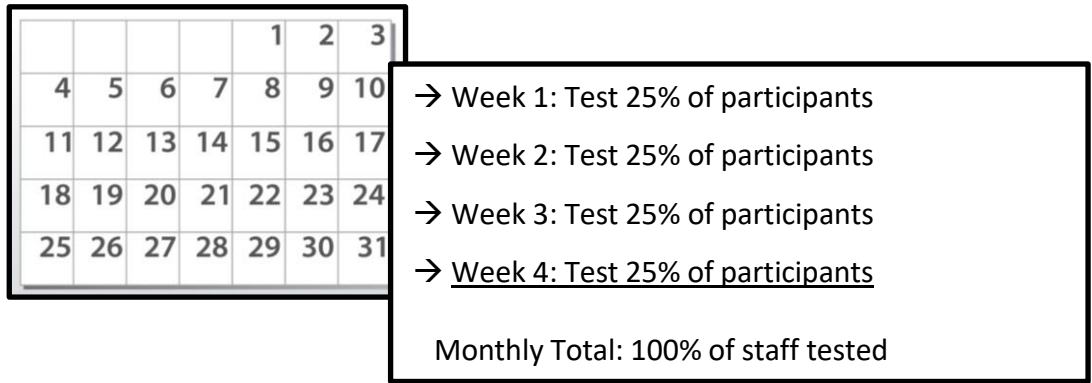 1 2 3
4 5 6 7 8 9 10
11 12 13 14 15 16 17
18 19 20 21 22 23 24
25 26 27 28 29 30 31
→ Week 1: Test 25% of participants
→ Week 2: Test 25% of participants
→ Week 3: Test 25% of participants
→ Week 4: Test 25% of participants
Monthly Total: 100% of staff tested